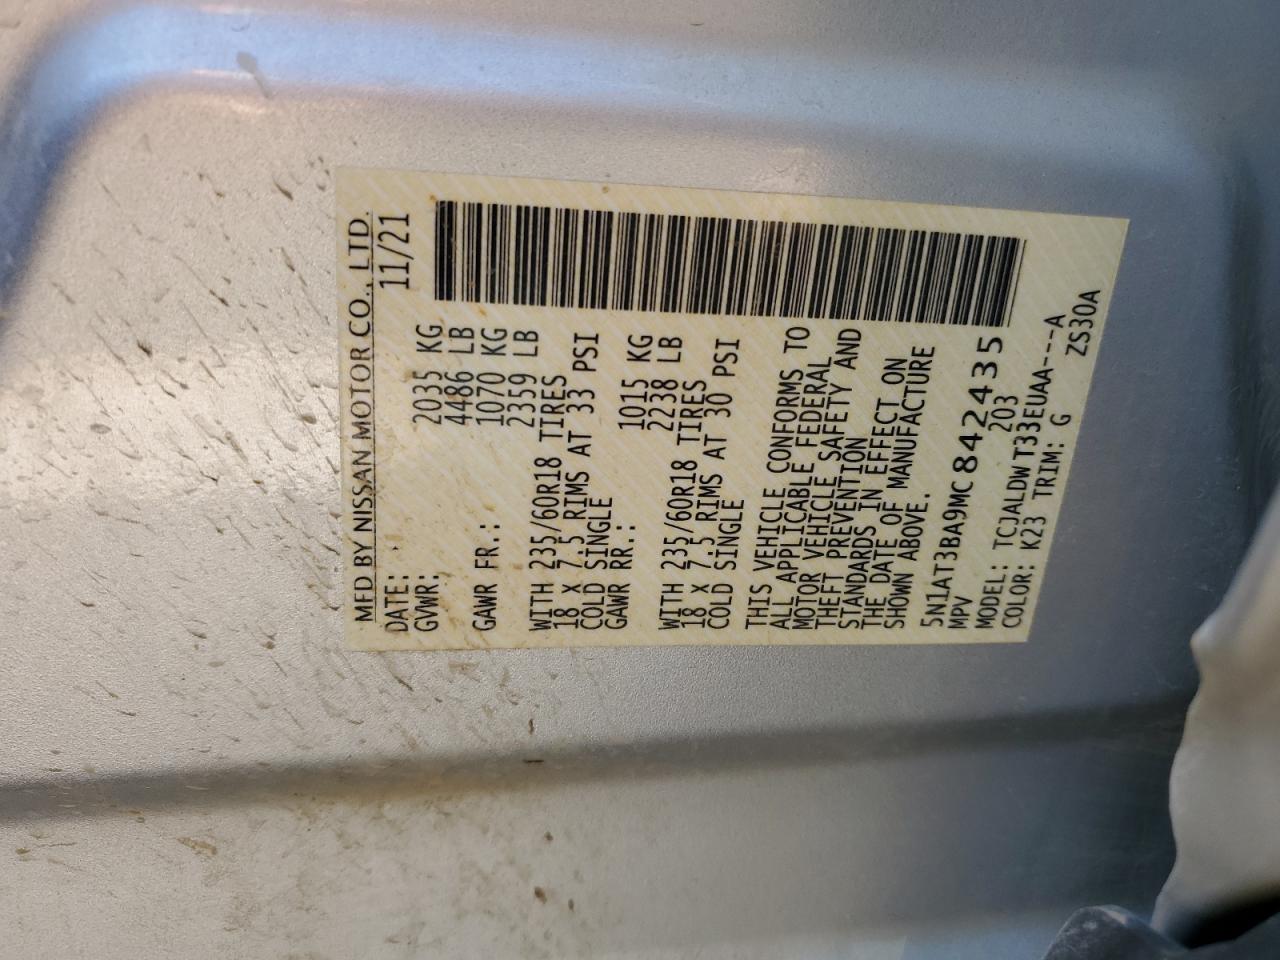 MFD BY NISSAN MOTOR CO., LTD.
DATE: 11/21
GVWR: 2035 KG
4486 LB
GAWR FR.: 1070 KG
2359 LB
WITH 235/60R18 TIRES
18 X 7.5 RIMS AT 33 PSI
COLD SINGLE
GAWR RR.: 1015 KG
2238 LB
WITH 235/60R18 TIRES
18 X 7.5 RIMS AT 30 PSI
COLD SINGLE
THIS VEHICLE CONFORMS TO
ALL APPLICABLE FEDERAL
MOTOR VEHICLE SAFETY AND
THEFT PREVENTION
STANDARDS IN EFFECT ON
THE DATE OF MANUFACTURE
SHOWN ABOVE.
5N1AT3BA9MC842435
MPV 203
MODEL: TCJALDWT33EUAA---A
COLOR: K23 TRIM: G ZS30A